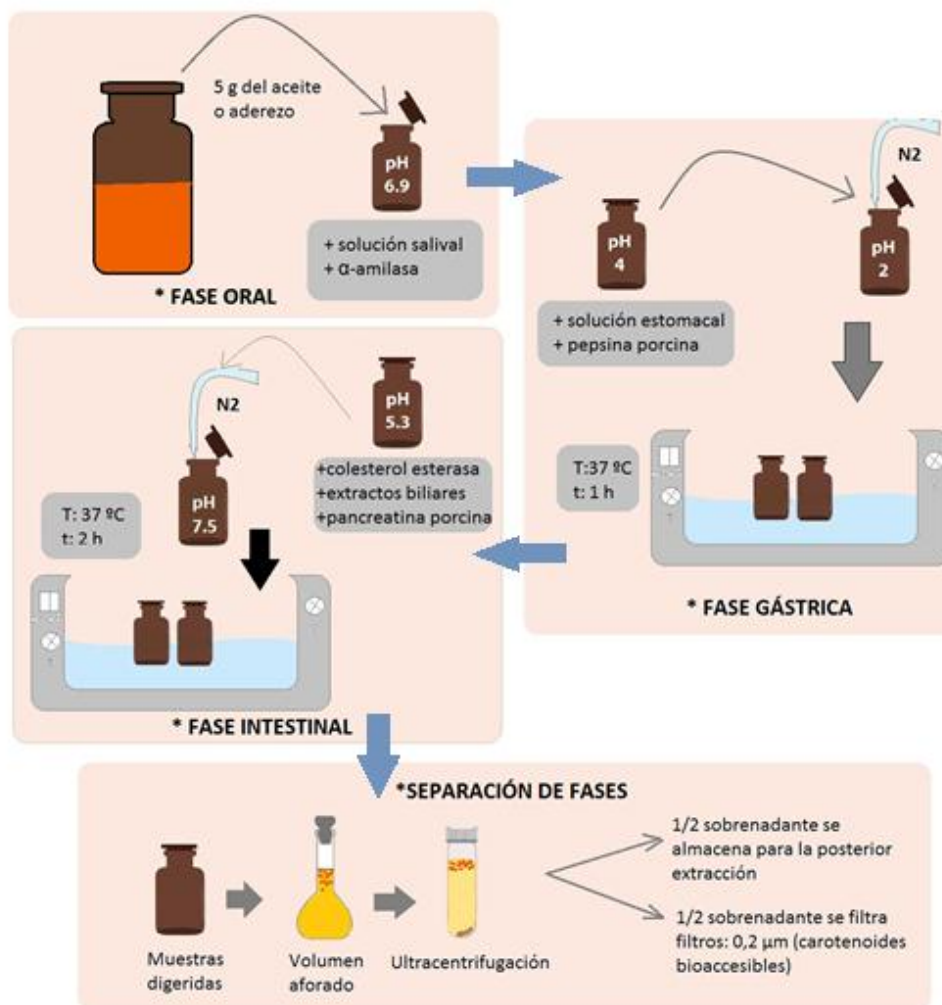 5 g del aceite
o aderezo
pH
6.9
+ solución salival
+ α-amilasa
* FASE ORAL
N2
pH
4
pH
2
+ solución estomacal
+ pepsina porcina
T:37 ºC
t: 1 h
* FASE GÁSTRICA
N2
pH
5.3
pH
7.5
+colesterol esterasa
+extractos biliares
+pancreatina porcina
T: 37 ºC
t: 2 h
* FASE INTESTINAL
*SEPARACIÓN DE FASES
Muestras
digeridas
Volumen
aforado
Ultracentrifugación
1/2 sobrenadante se
almacena para la posterior
extracción
1/2 sobrenadante se filtra
filtros: 0,2 µm (carotenoides
bioaccesibles)